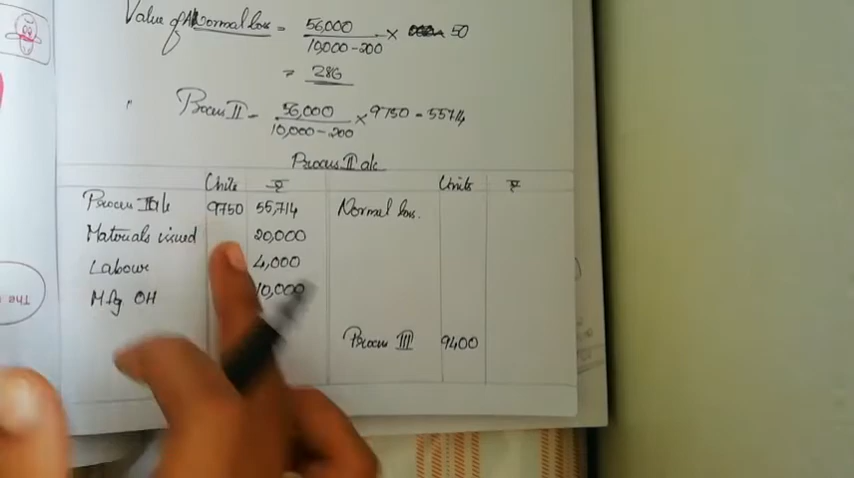 Value of Abnormal loss = 56,000 / 10,000 - 200 × 50
= 286
" Process II = 56,000 / 10,000 - 200 × 9750 = 55714
Process II a/c
Units ₹ Units ₹
Process I a/c 9750 55,714 Normal loss.
Materials issued 20,000
Labour 4,000
Mfg OH 10,000
Process III 9400
The